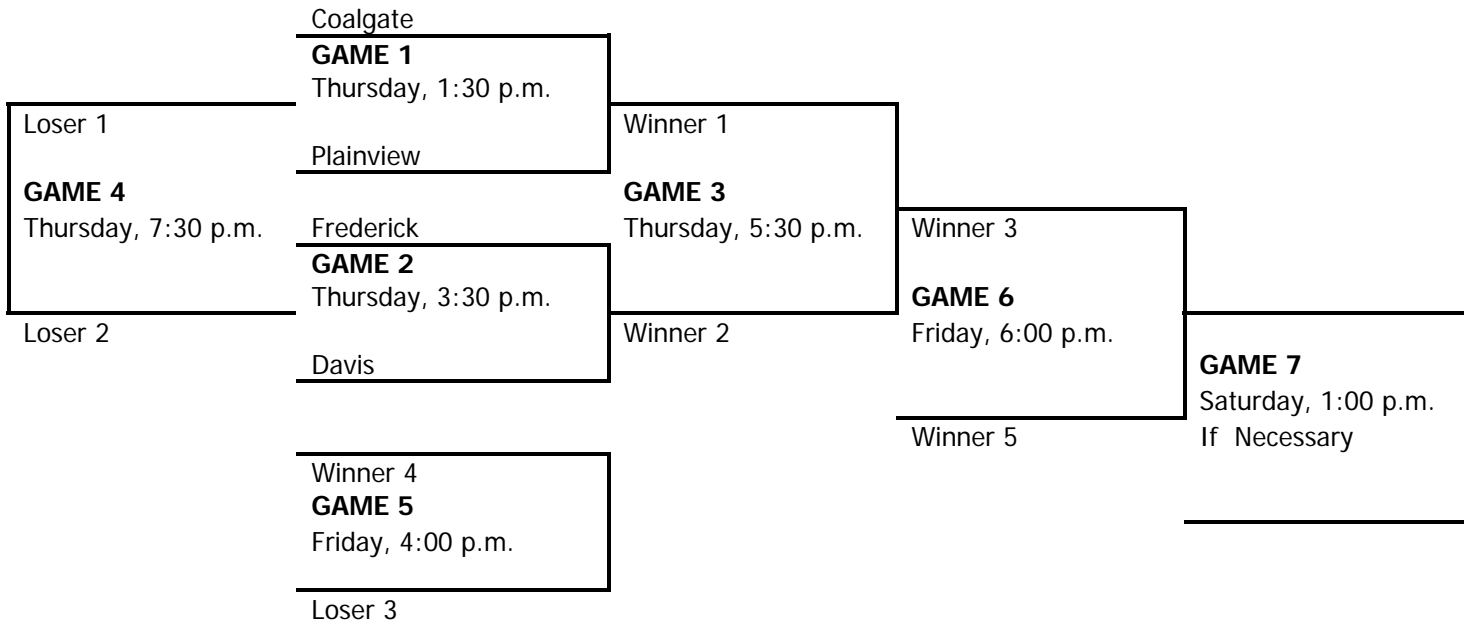 Coalgate
GAME 1
Thursday, 1:30 p.m.
Loser 1
Winner 1
Plainview
GAME 4
GAME 3
Thursday, 7:30 p.m.
Frederick
Thursday, 5:30 p.m.
Winner 3
GAME 2
Thursday, 3:30 p.m.
GAME 6
Loser 2
Winner 2
Friday, 6:00 p.m.
Davis
GAME 7
Saturday, 1:00 p.m.
Winner 5
If Necessary
Winner 4
GAME 5
Friday, 4:00 p.m.
Loser 3